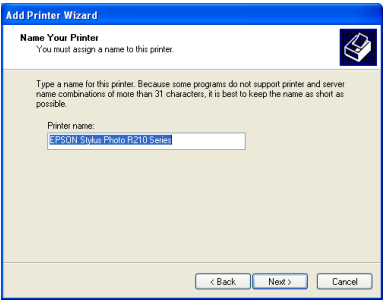 Add Printer Wizard
Name Your Printer
You must assign a name to this printer.
Type a name for this printer. Because some programs do not support printer and server
name combinations of more than 31 characters, it is best to keep the name as short as
possible.
Printer name:
EPSON Stylus Photo R210 Series
< Back
Next >
Cancel